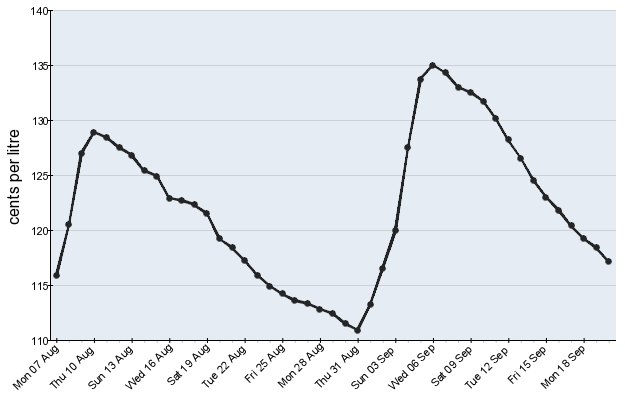 140
135
130
125
120
115
110
cents per litre
Mon 07 Aug
Thu 10 Aug
Sun 13 Aug
Wed 16 Aug
Sat 19 Aug
Tue 22 Aug
Fri 25 Aug
Mon 28 Aug
Thu 31 Aug
Sun 03 Sep
Wed 06 Sep
Sat 09 Sep
Tue 12 Sep
Fri 15 Sep
Mon 18 Sep